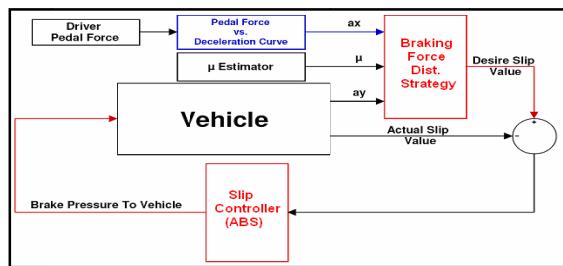 Driver
Pedal Force
Pedal Force
vs.
Deceleration Curve
ax
μ Estimator
μ
Braking
Force
Dist.
Strategy
Desire Slip
Value
+
Vehicle
ay
Actual Slip
Value
-
Slip
Controller
(ABS)
Brake Pressure To Vehicle